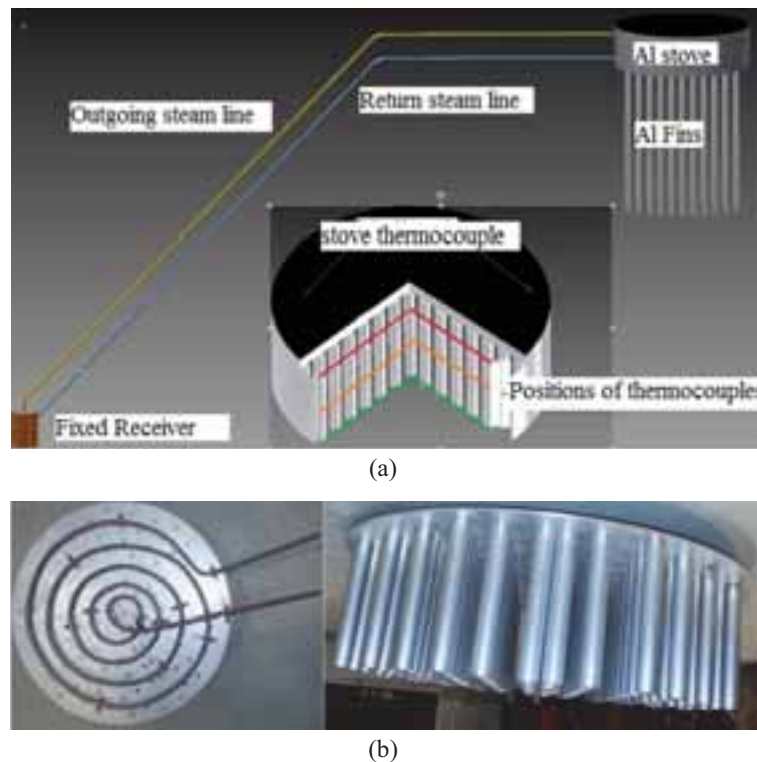 Al stove
Outgoing steam line
Return steam line
Al Fins
stove thermocouple
Positions of thermocouples
Fixed Receiver
(a)
(b)